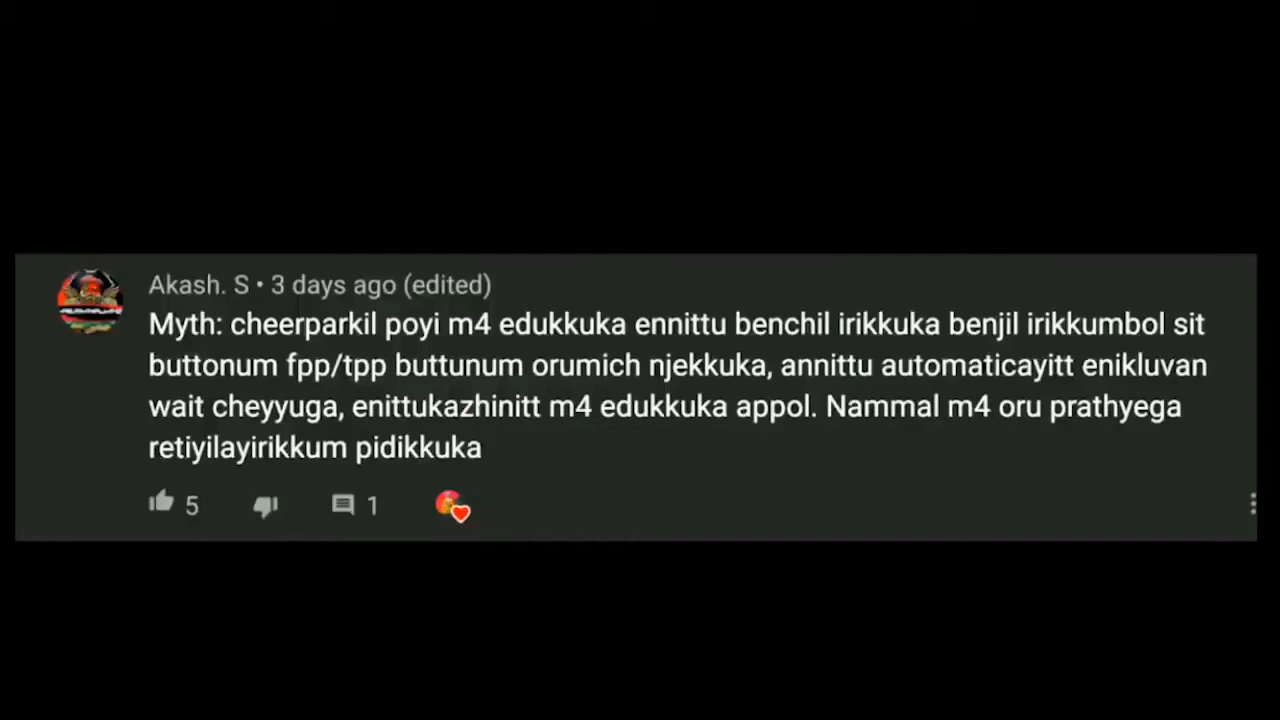 Akash. S • 3 days ago (edited)
Myth: cheerparkil poyi m4 edukkuka ennittu benchil irikkuka benjil irikkumbol sit
buttonum fpp/tpp buttunum orumich njekkuka, annittu automaticayitt enikluvan
wait cheyyuga, enittukazhinitt m4 edukkuka appol. Nammal m4 oru prathyega
retiyilayirikkum pidikkuka
5 1